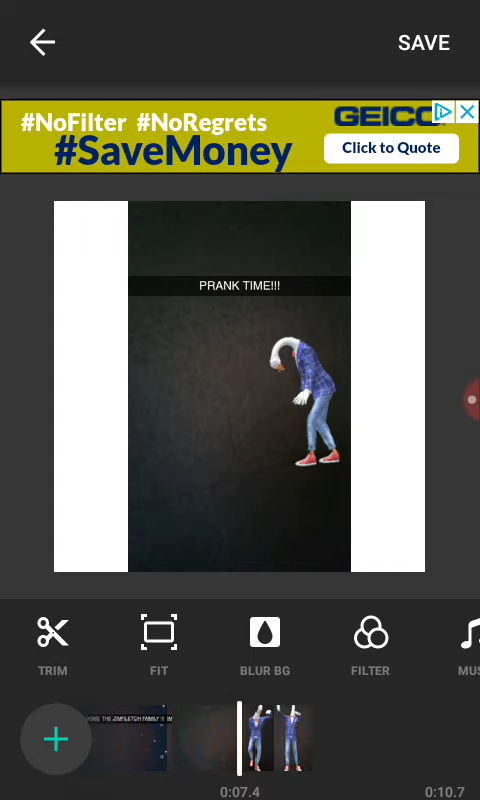 SAVE
#NoFilter #NoRegrets
#SaveMoney
GEICO
Click to Quote
PRANK TIME!!!
TRIM
FIT
BLUR BG
FILTER
MUS
0:07.4
0:10.7